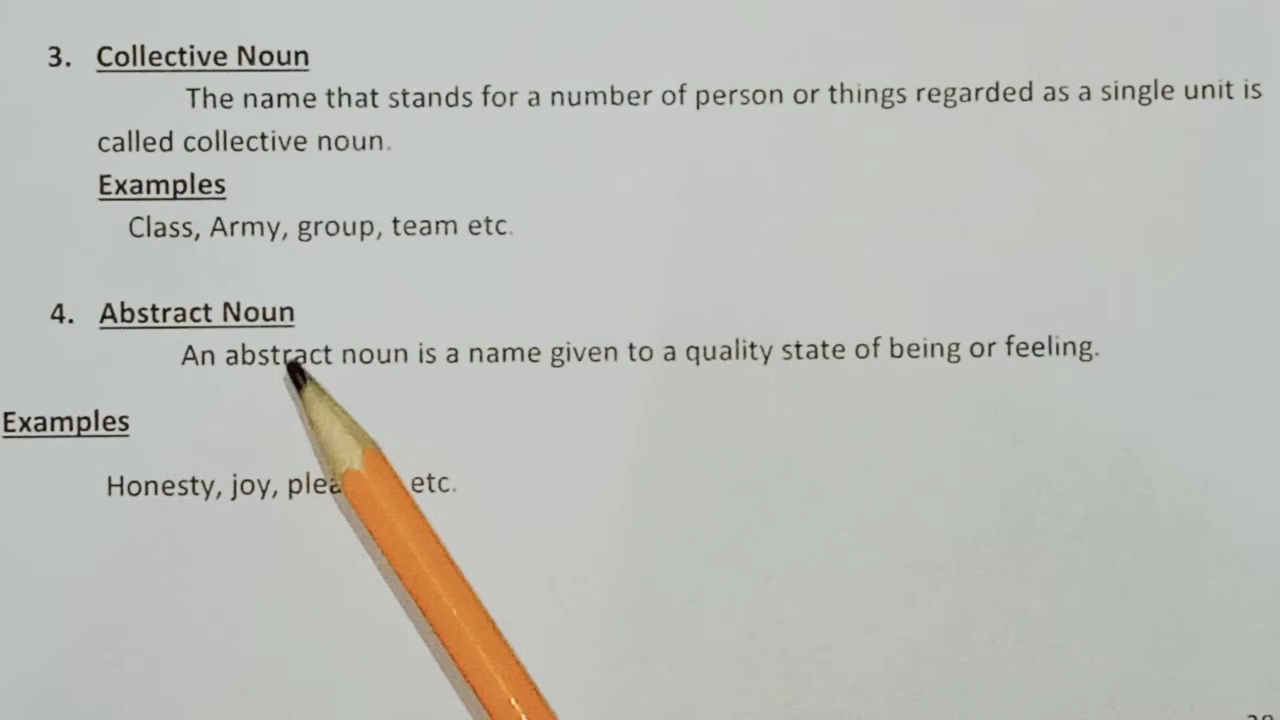 3. Collective Noun
The name that stands for a number of person or things regarded as a single unit is
called collective noun.
Examples
Class, Army, group, team etc.
4. Abstract Noun
An abstract noun is a name given to a quality state of being or feeling.
Examples
Honesty, joy, etc.